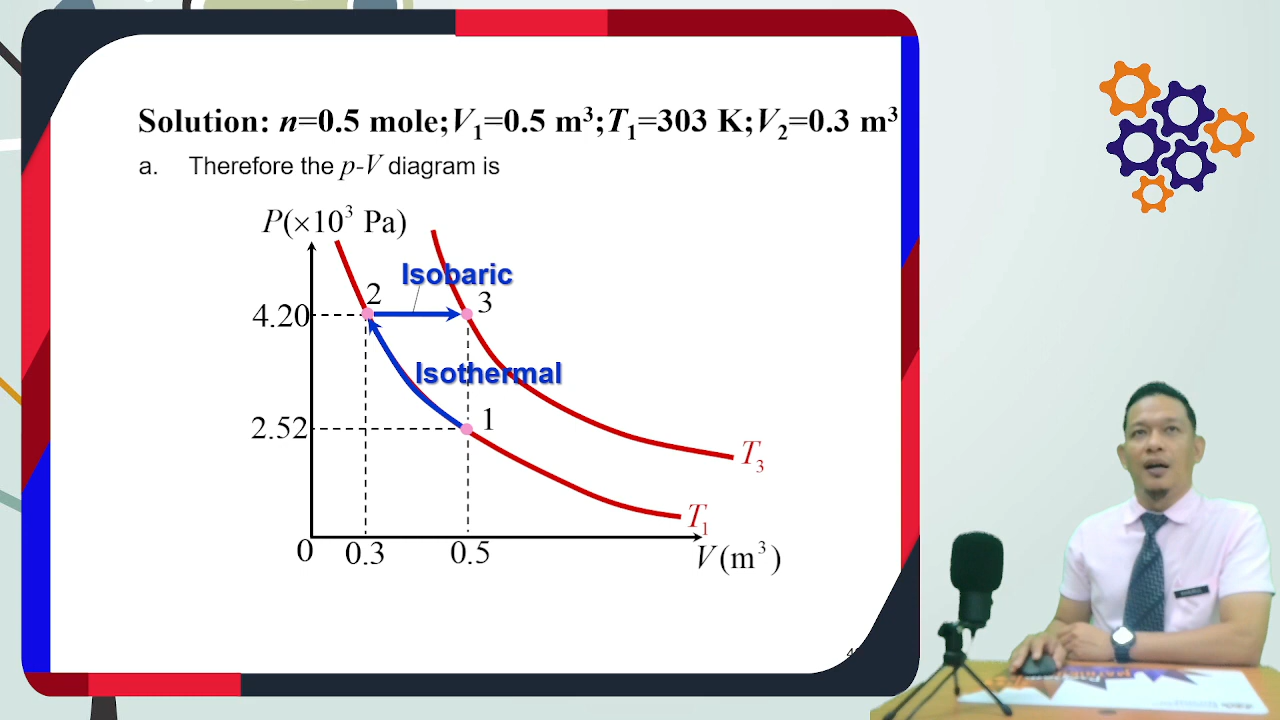 Solution: n=0.5 mole; V₁=0.5 m³; T₁=303 K; V₂=0.3 m³
a. Therefore the p-V diagram is
P(×10³ Pa)
Isobaric
2
3
4.20
Isothermal
1
2.52
T₃
T₁
0
0.3
0.5
V(m³)